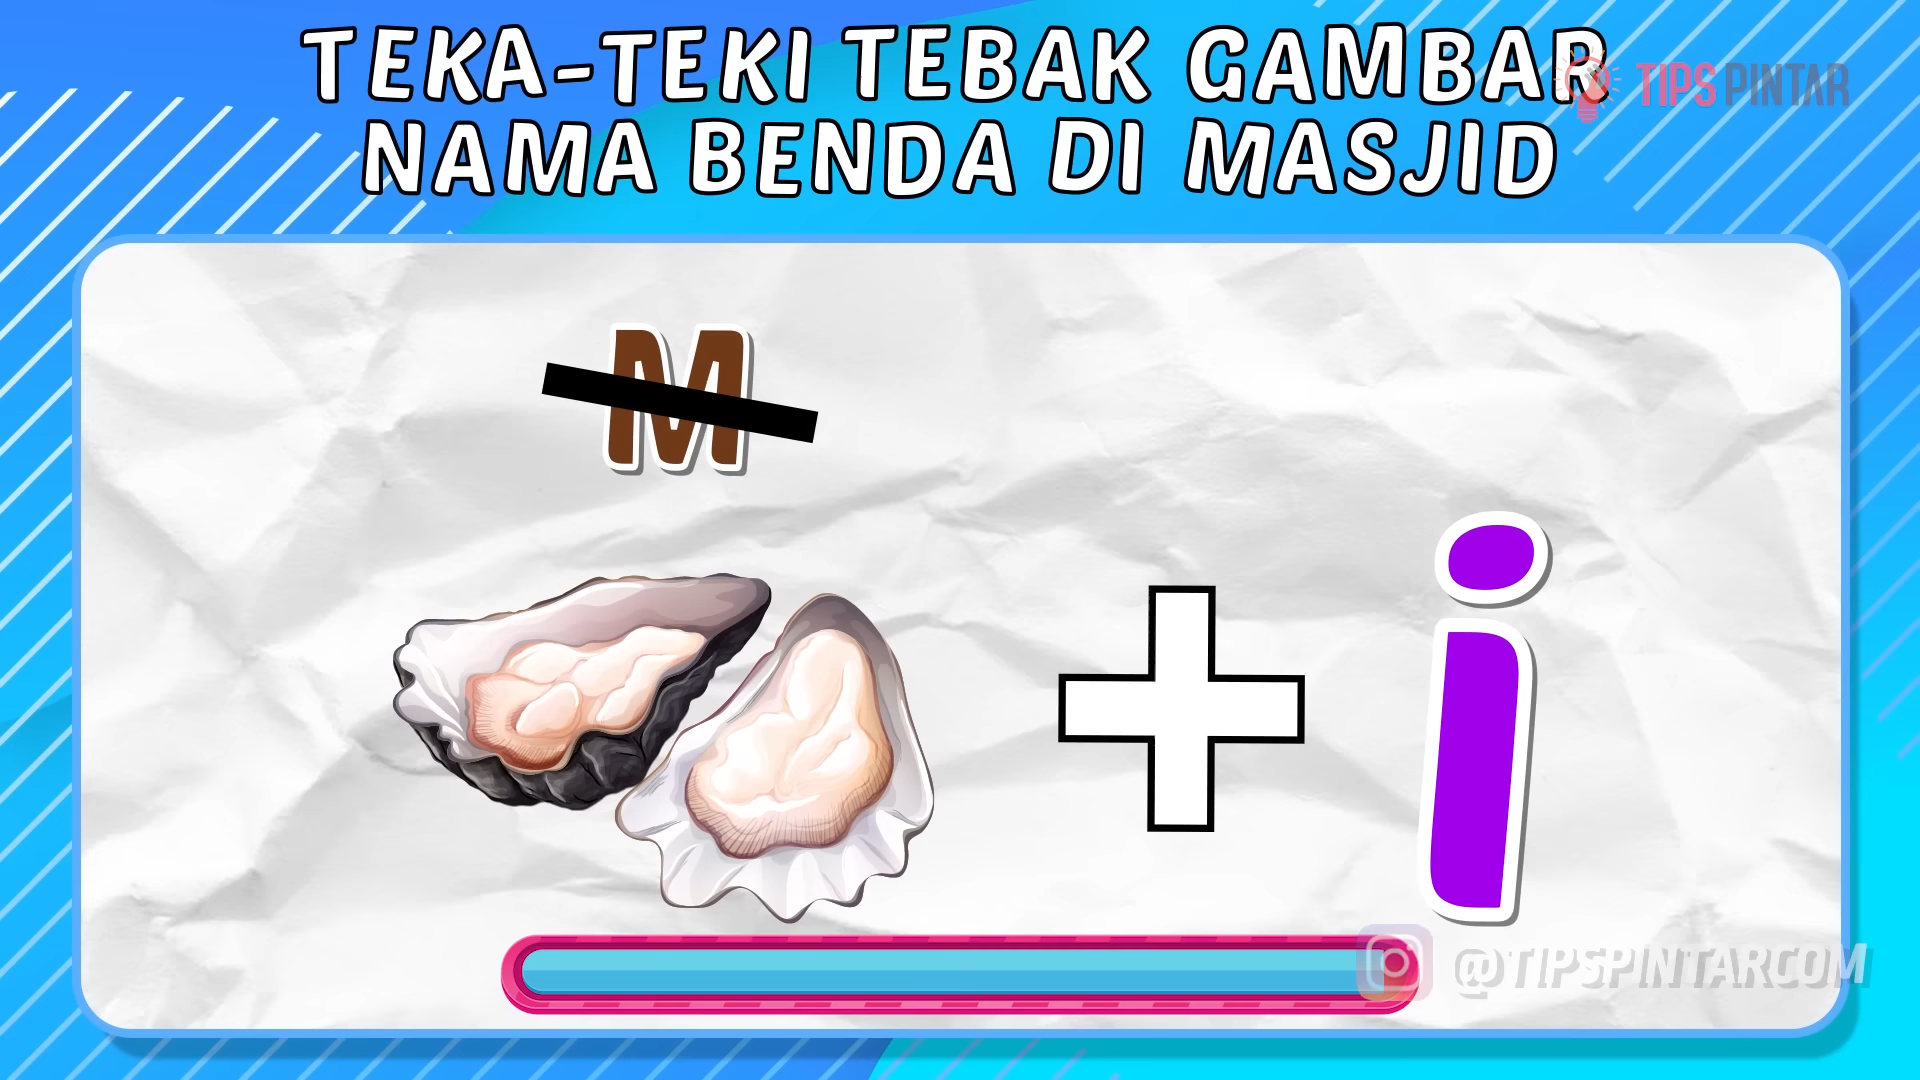 TEKA-TEKI TEBAK GAMBAR
TIPS PINTAR
NAMA BENDA DI MASJID
M
i
@TIPSPINTARCOM